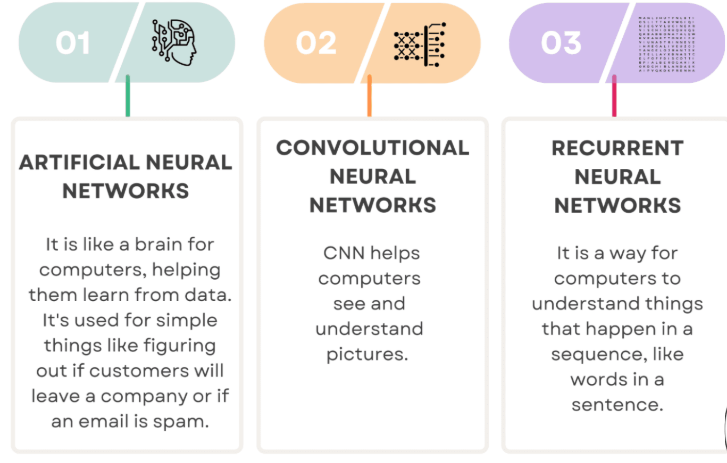 01
02
03
ARTIFICIAL NEURAL
NETWORKS
It is like a brain for
computers, helping
them learn from data.
It's used for simple
things like figuring
out if customers will
leave a company or if
an email is spam.
CONVOLUTIONAL
NEURAL
NETWORKS
CNN helps
computers
see and
understand
pictures.
RECURRENT
NEURAL
NETWORKS
It is a way for
computers to
understand things
that happen in a
sequence, like
words in a
sentence.